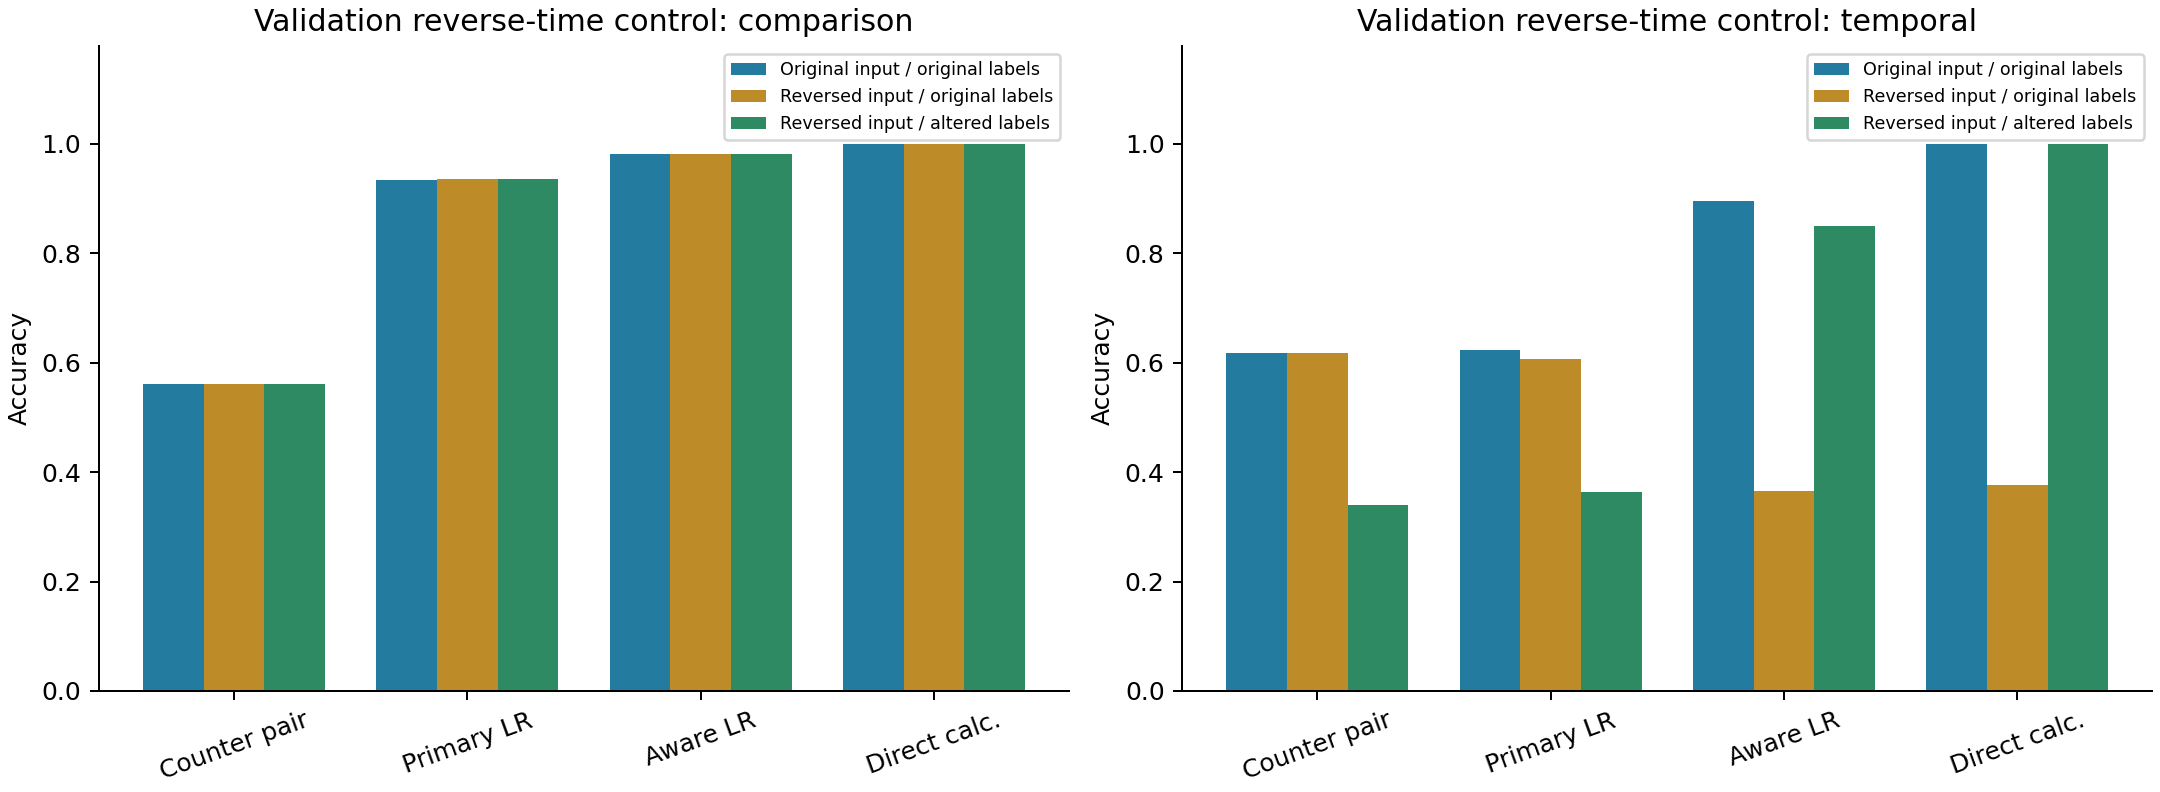 Validation reverse-time control: comparison
Original input / original labels
Reversed input / original labels
Reversed input / altered labels
Accuracy
1.0
0.8
0.6
0.4
0.2
0.0
Counter pair
Primary LR
Aware LR
Direct calc.
Validation reverse-time control: temporal
Original input / original labels
Reversed input / original labels
Reversed input / altered labels
Accuracy
1.0
0.8
0.6
0.4
0.2
0.0
Counter pair
Primary LR
Aware LR
Direct calc.